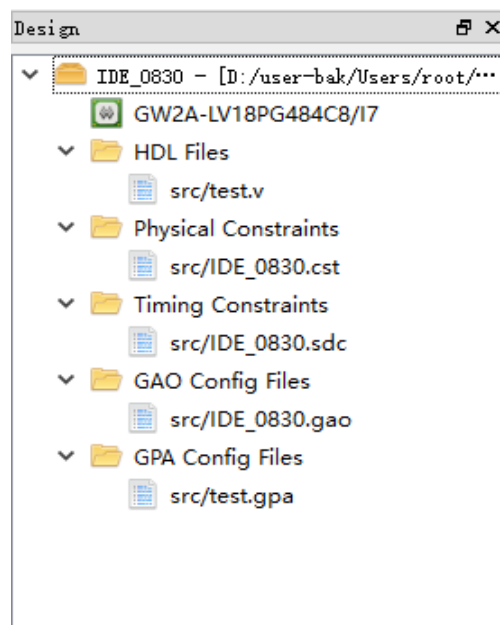 Design
IDE_0830 - [D:/user-bak/Users/root/···
GW2A-LV18PG484C8/I7
HDL Files
src/test.v
Physical Constraints
src/IDE_0830.cst
Timing Constraints
src/IDE_0830.sdc
GAO Config Files
src/IDE_0830.gao
GPA Config Files
src/test.gpa